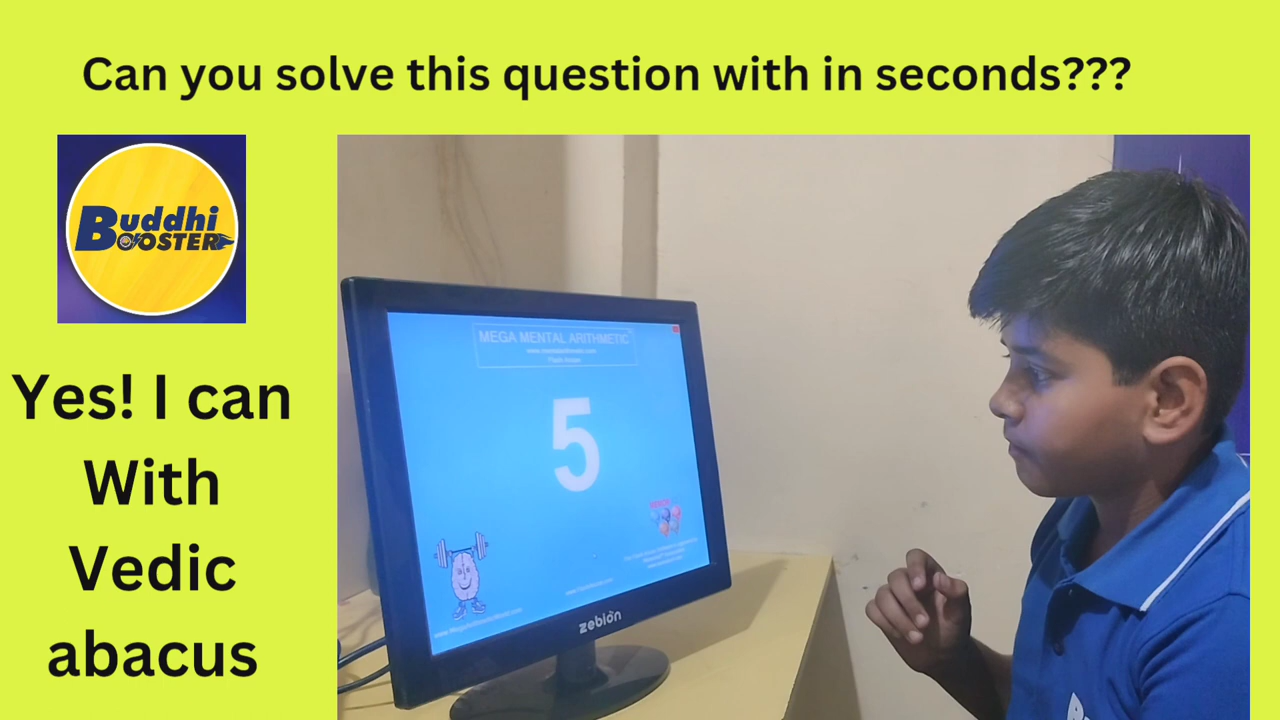 Can you solve this question with in seconds???
Buddhi
BOOSTER
Yes! I can
With
Vedic
abacus
MEGA MENTAL ARITHMETIC
5
zebion